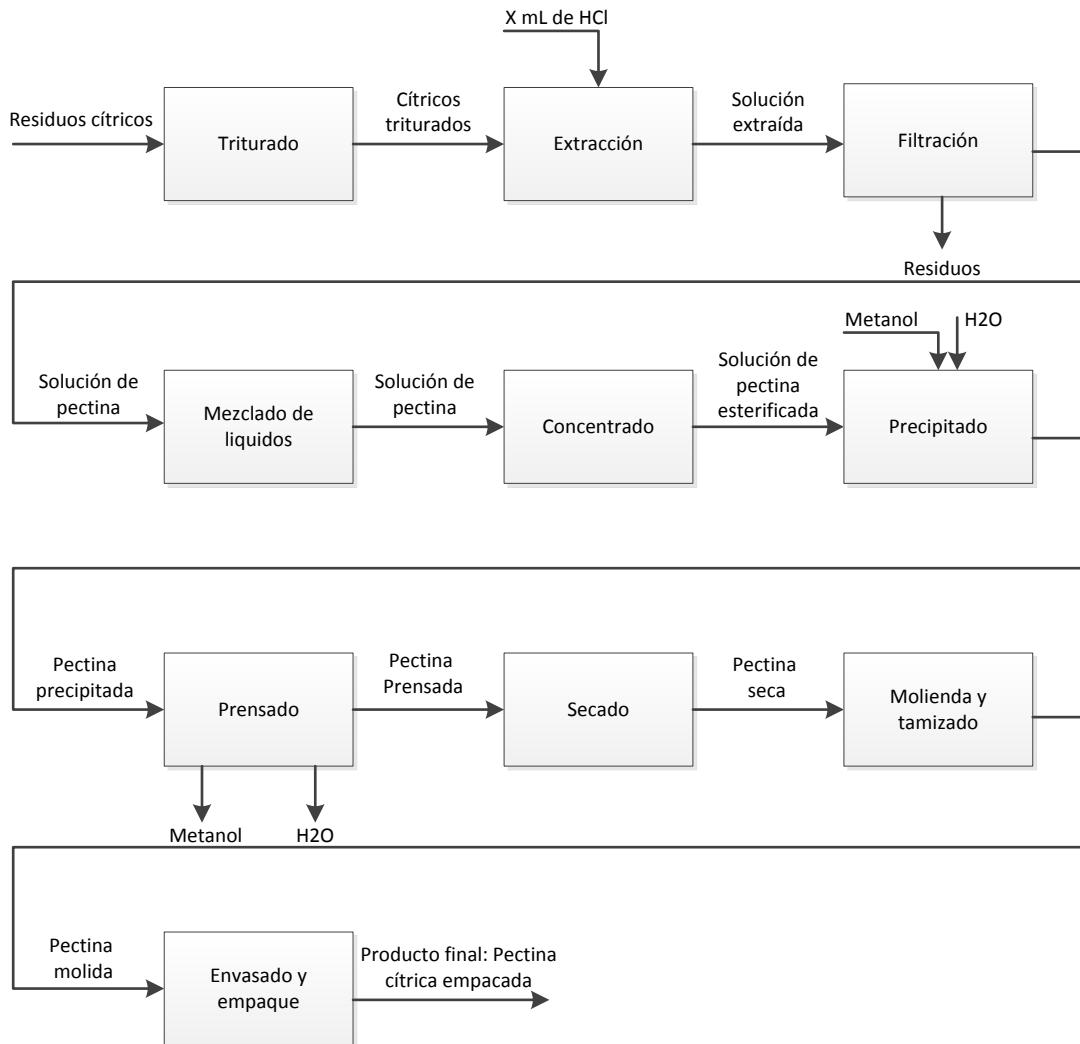 X mL de HCl
Residuos cítricos
Triturado
Cítricos
triturados
Extracción
Solución
extraída
Filtración
Residuos
Solución de
pectina
Mezclado de
liquidos
Solución de
pectina
Concentrado
Solución de
pectina
esterificada
Metanol
H2O
Precipitado
Pectina
precipitada
Prensado
Pectina
Prensada
Secado
Pectina
seca
Molienda y
tamizado
Metanol
H2O
Pectina
molida
Envasado y
empaque
Producto final: Pectina
cítrica empacada